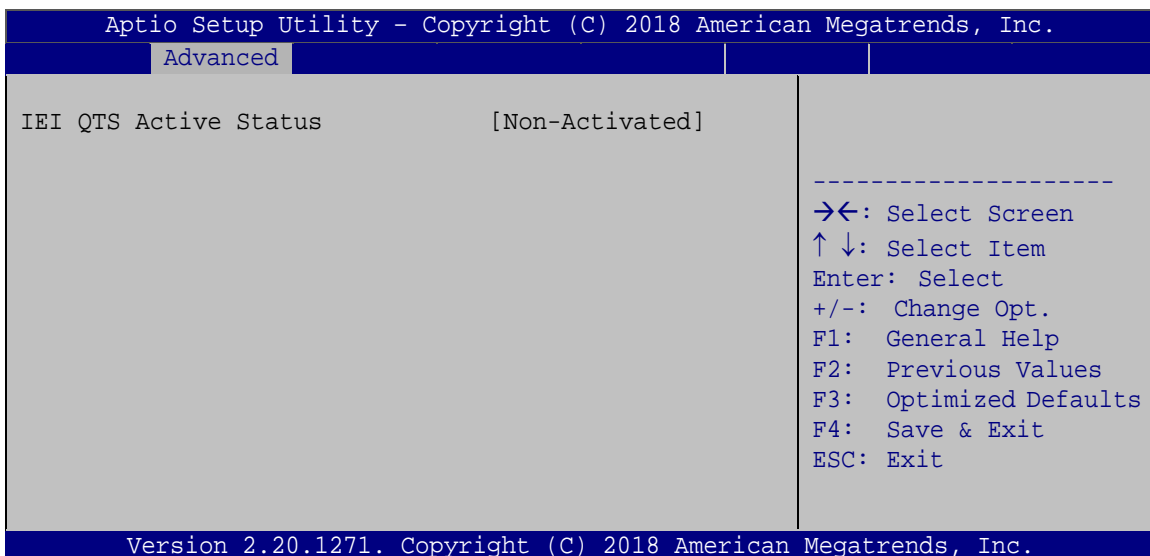 Aptio Setup Utility – Copyright (C) 2018 American Megatrends, Inc.
Advanced
IEI QTS Active Status [Non-Activated]
---------------------
→←: Select Screen
↑ ↓: Select Item
Enter: Select
+/-: Change Opt.
F1: General Help
F2: Previous Values
F3: Optimized Defaults
F4: Save & Exit
ESC: Exit
Version 2.20.1271. Copyright (C) 2018 American Megatrends, Inc.